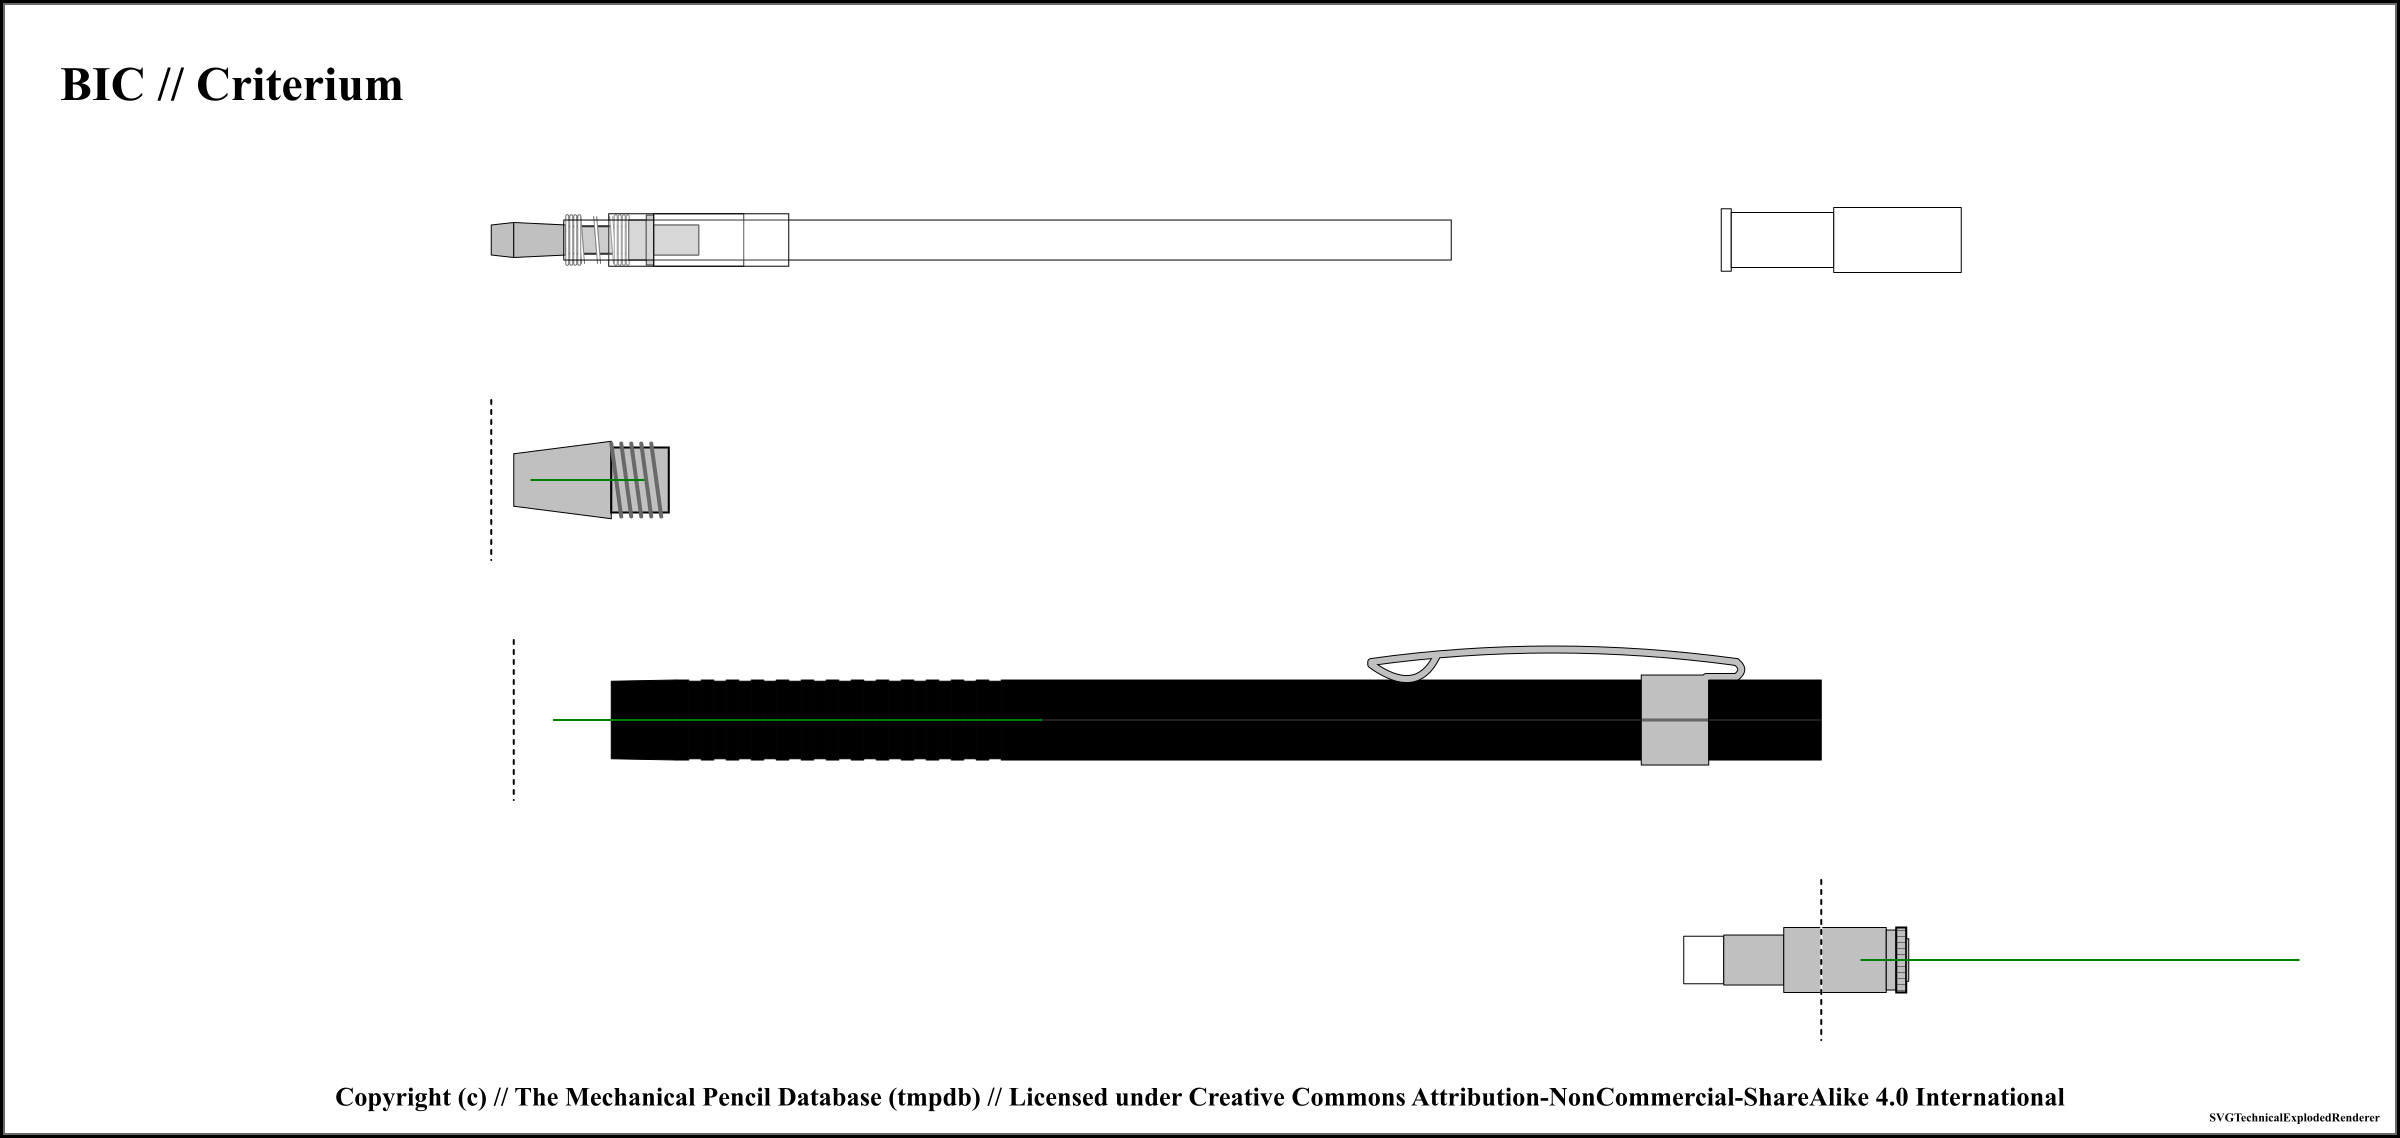 BIC // Criterium
Copyright (c) // The Mechanical Pencil Database (tmpdb) // Licensed under Creative Commons Attribution-NonCommercial-ShareAlike 4.0 International
SVGTechnicalExplodedRenderer